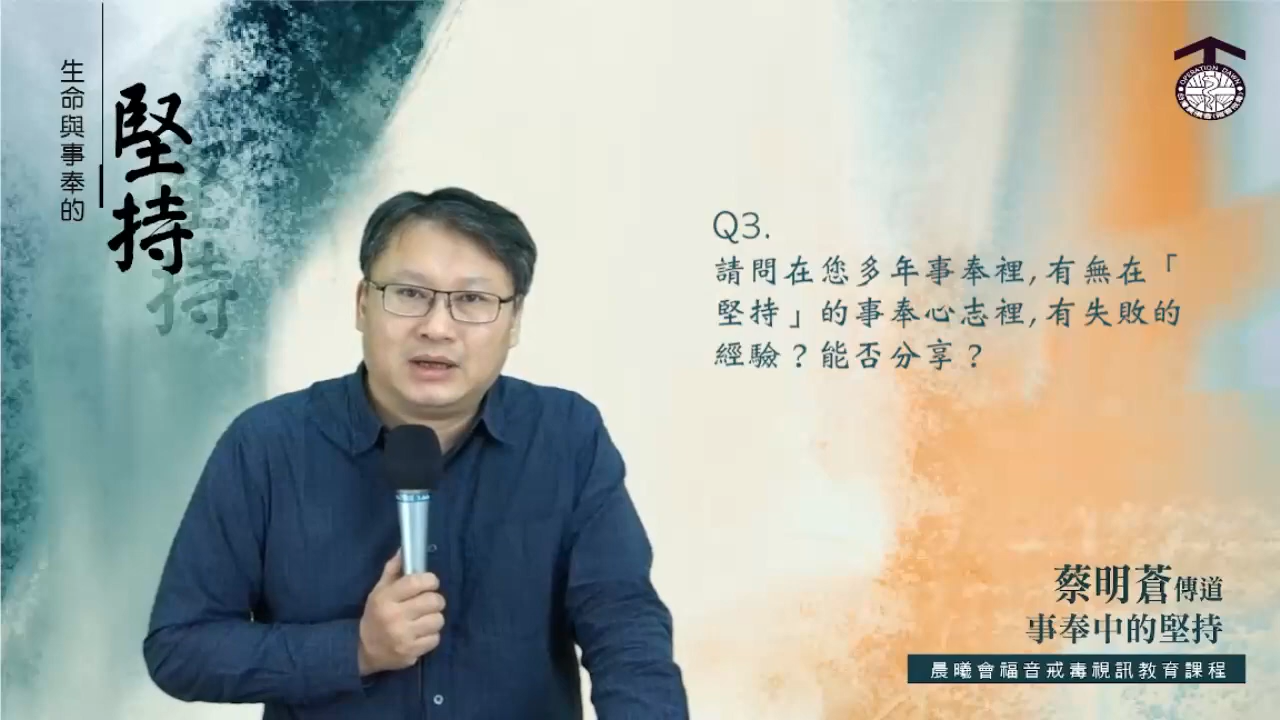 生命與事奉的
堅持
OPERATION DAWN
Q3.
請問在您多年事奉裡,有無在「
堅持」的事奉心志裡,有失敗的
經驗？能否分享？
蔡明蒼傳道
事奉中的堅持
晨曦會福音戒毒視訊教育課程